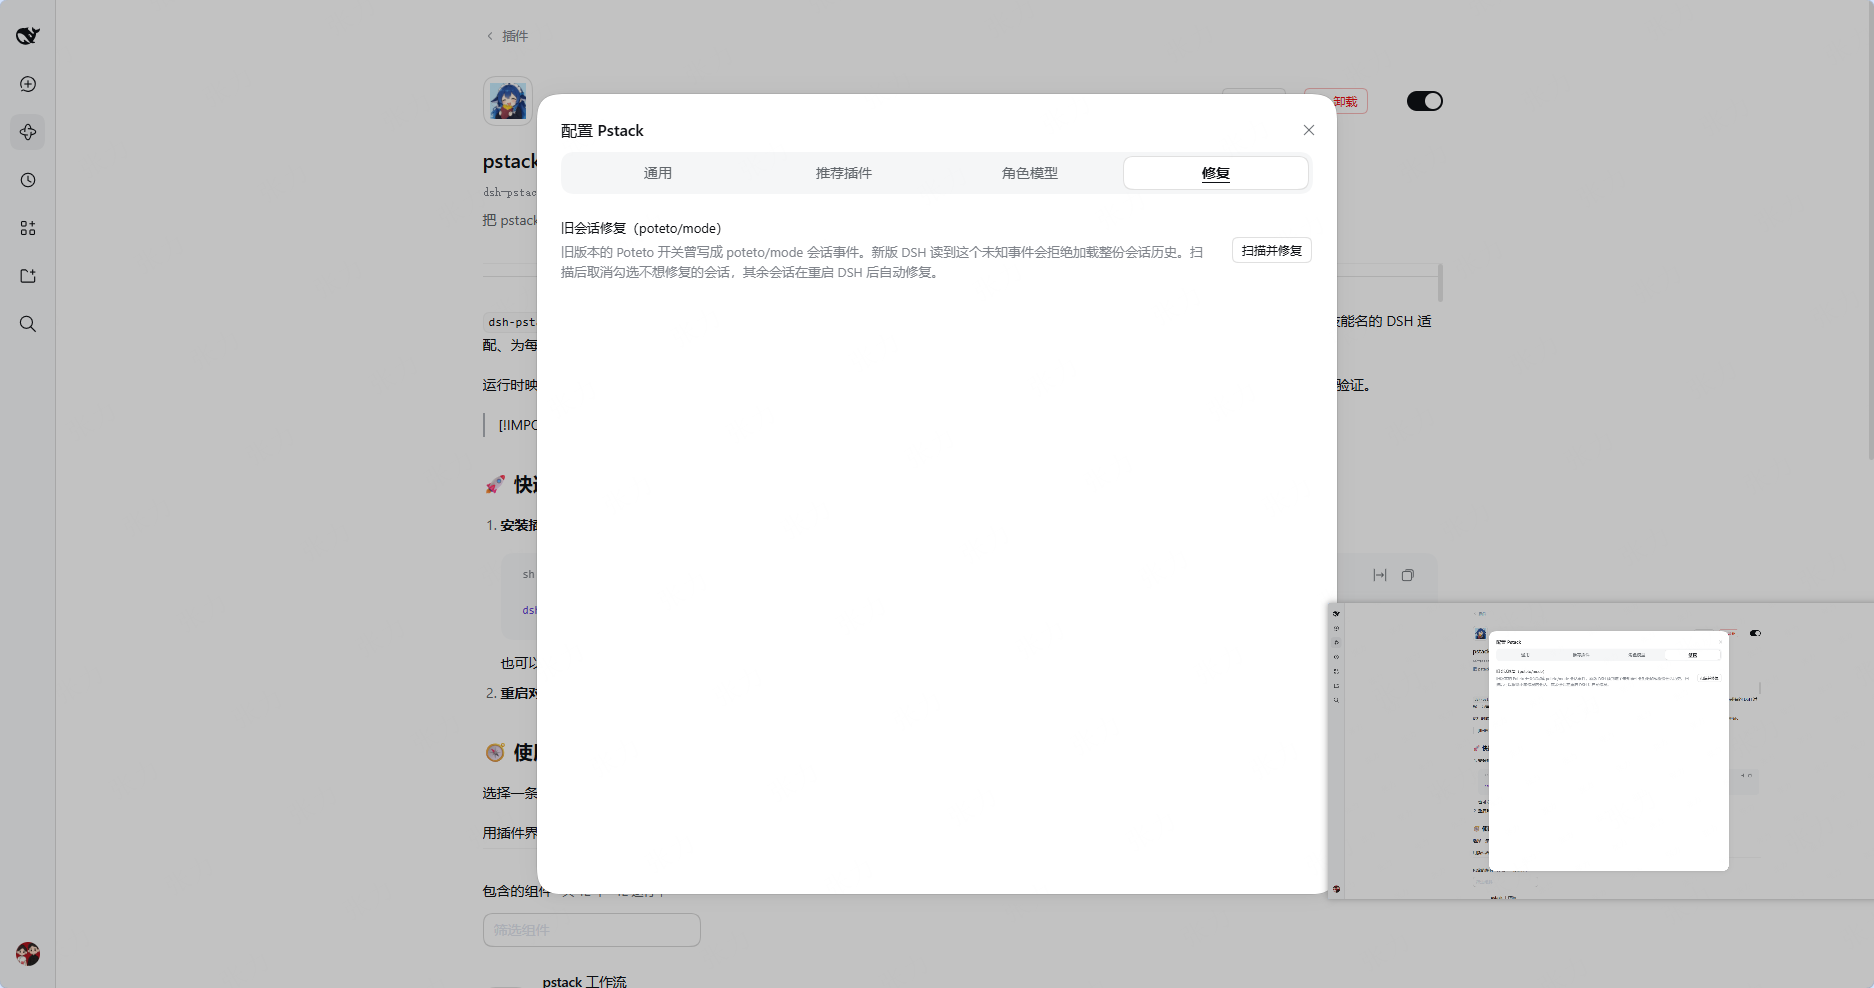 插件
卸载
pstack
dsh-pstac
把 pstack
配置 Pstack
通用
推荐插件
角色模型
修复
旧会话修复（poteto/mode）
旧版本的 Poteto 开关曾写成 poteto/mode 会话事件。新版 DSH 读到这个未知事件会拒绝加载整份会话历史。扫
描后取消勾选不想修复的会话，其余会话在重启 DSH 后自动修复。
扫描并修复
dsh-pst
能名的 DSH 适
配、为每
运行时映
验证。
[!IMPO
🚀 快
1. 安装
sh
dsh
也可以
2. 重启对
🧭 使
选择一条
用插件界
包含的组件
筛选组件
pstack 工作流